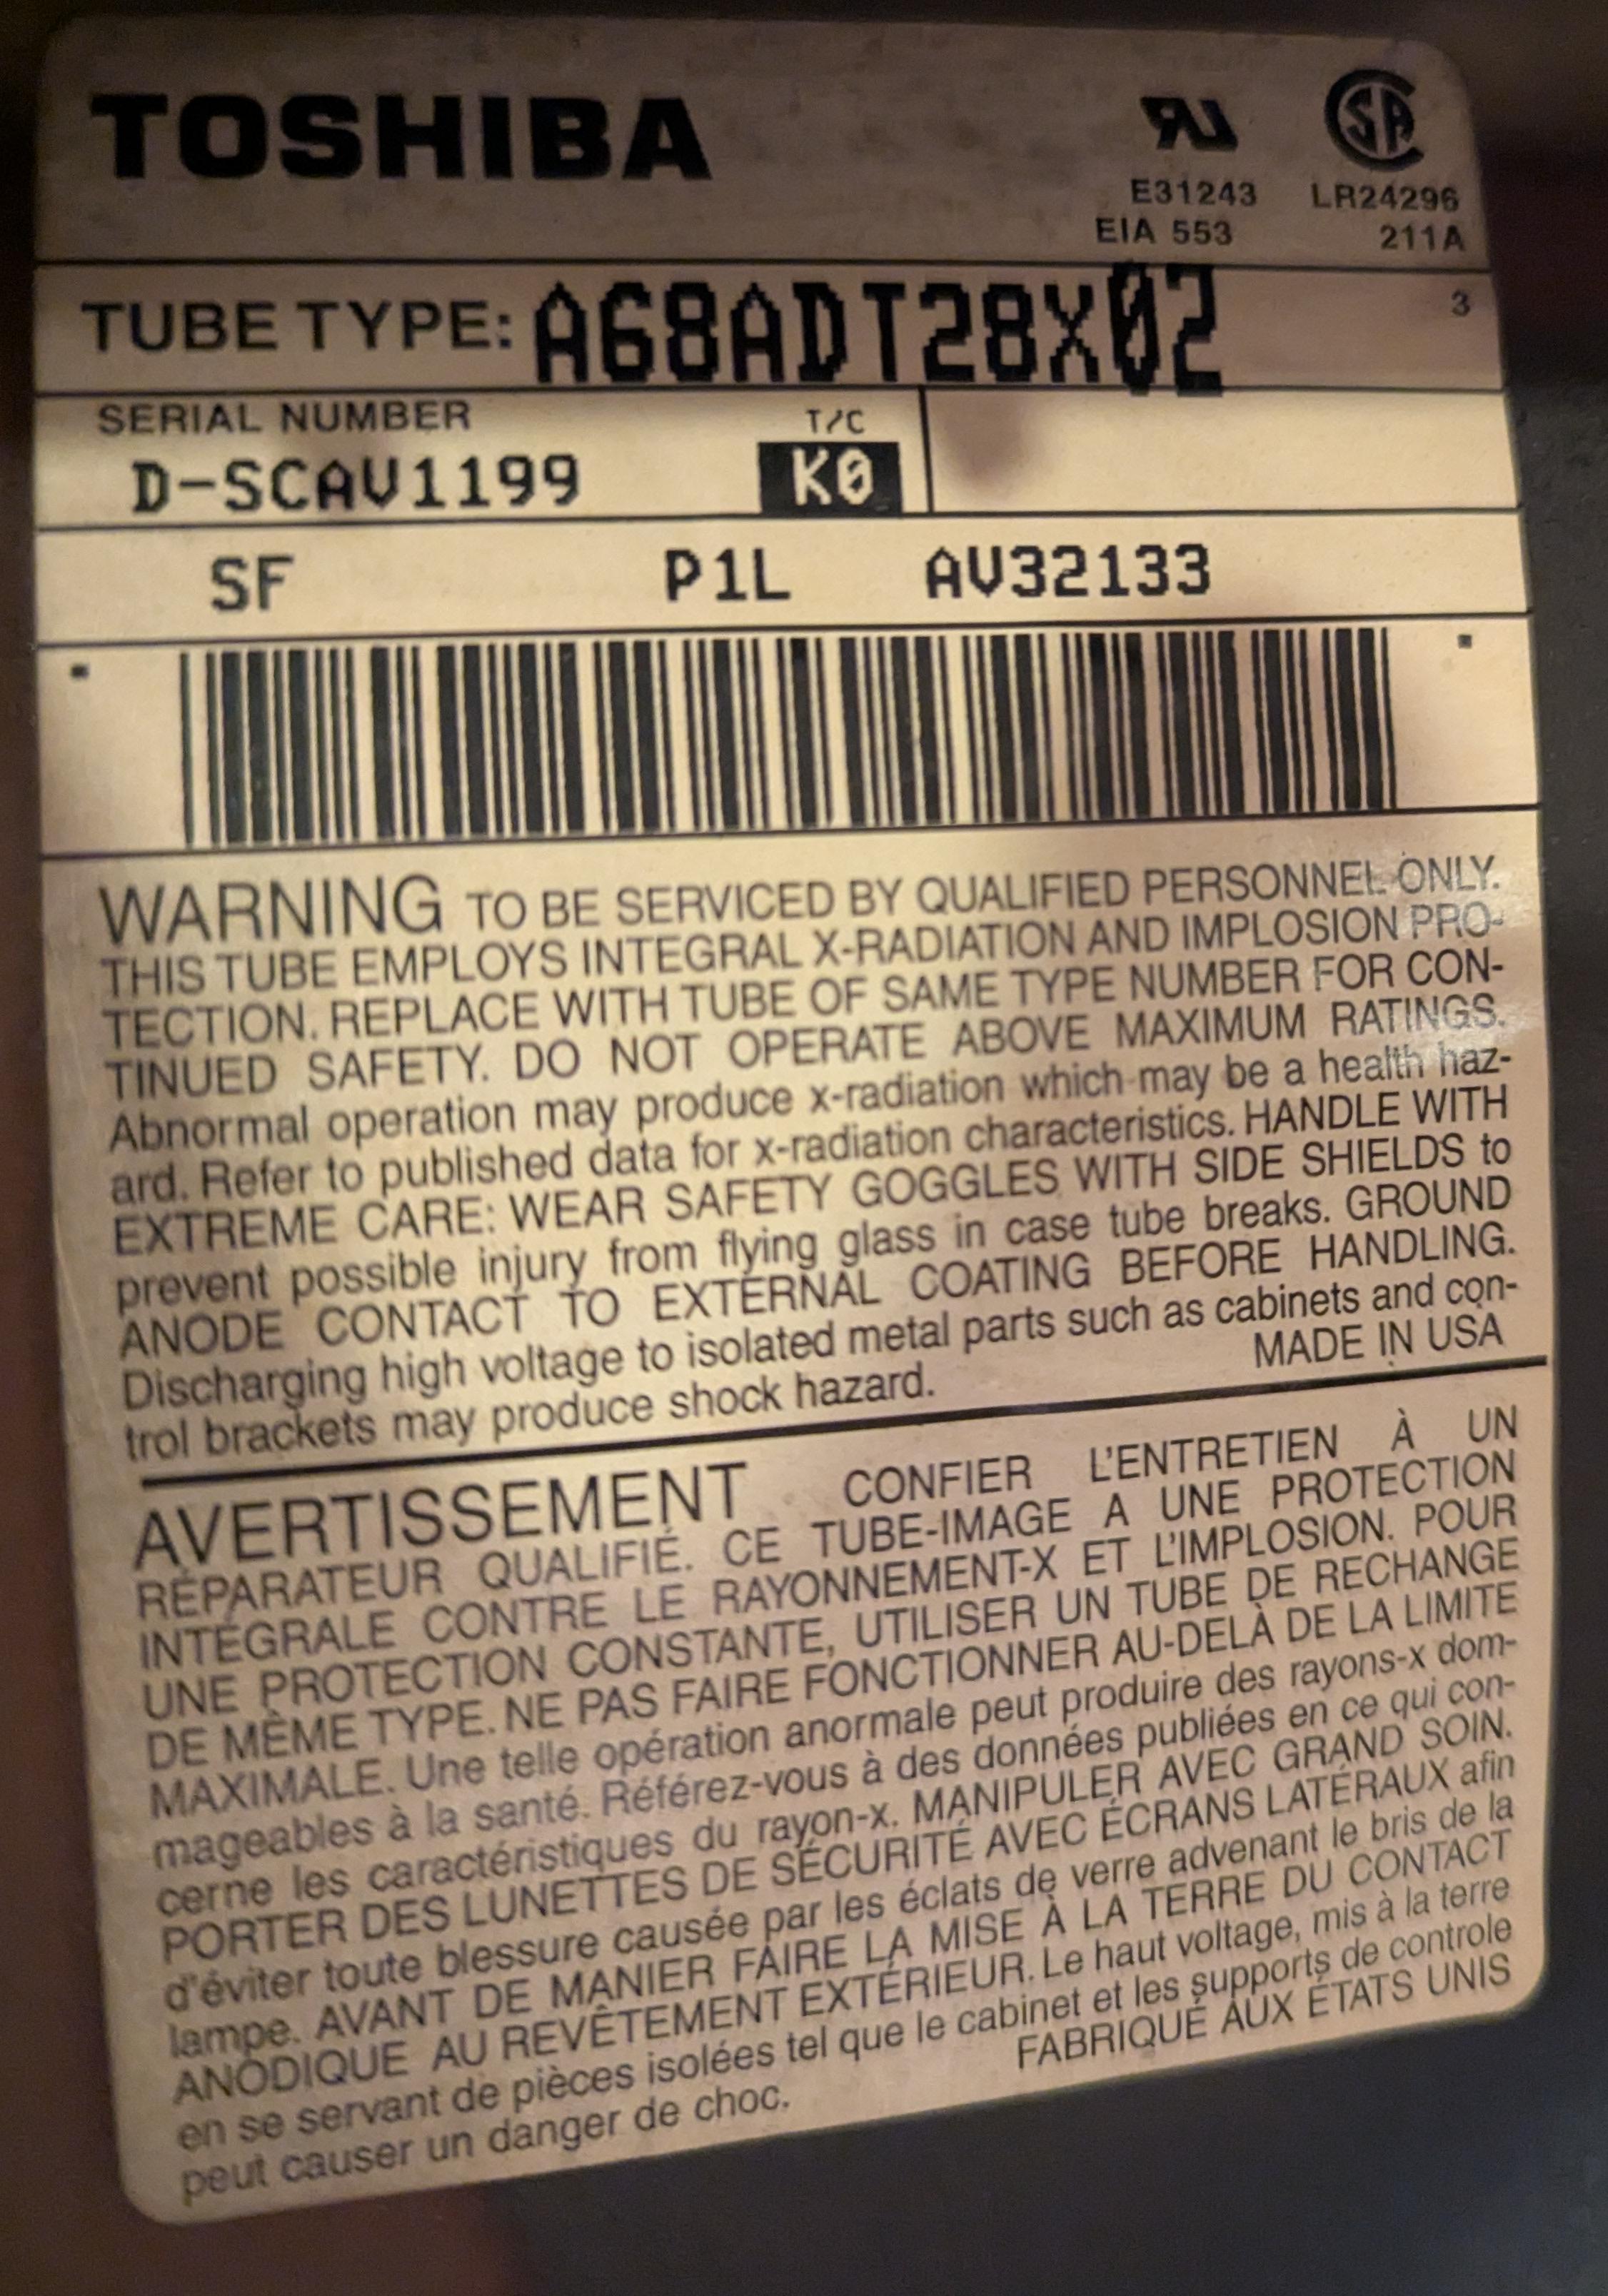 TOSHIBA
E31243 LR24296
EIA 553 211A
TUBE TYPE: A68ADT28X02 3
SERIAL NUMBER T/C
D-SCAV1199 K0
SF P1L AV32133
WARNING TO BE SERVICED BY QUALIFIED PERSONNEL ONLY.
THIS TUBE EMPLOYS INTEGRAL X-RADIATION AND IMPLOSION PRO-
TECTION. REPLACE WITH TUBE OF SAME TYPE NUMBER FOR CON-
TINUED SAFETY. DO NOT OPERATE ABOVE MAXIMUM RATINGS.
Abnormal operation may produce x-radiation which may be a health haz-
ard. Refer to published data for x-radiation characteristics. HANDLE WITH
EXTREME CARE: WEAR SAFETY GOGGLES WITH SIDE SHIELDS to
prevent possible injury from flying glass in case tube breaks. GROUND
ANODE CONTACT TO EXTERNAL COATING BEFORE HANDLING.
Discharging high voltage to isolated metal parts such as cabinets and con-
trol brackets may produce shock hazard. MADE IN USA
AVERTISSEMENT CONFIER L'ENTRETIEN À UN
RÉPARATEUR QUALIFIÉ. CE TUBE-IMAGE A UNE PROTECTION
INTÉGRALE CONTRE LE RAYONNEMENT-X ET L'IMPLOSION. POUR
UNE PROTECTION CONSTANTE, UTILISER UN TUBE DE RECHANGE
DE MÊME TYPE. NE PAS FAIRE FONCTIONNER AU-DELÀ DE LA LIMITE
MAXIMALE. Une telle opération anormale peut produire des rayons-x dom-
mageables à la santé. Référez-vous à des données publiées en ce qui con-
cerne les caractéristiques du rayon-x. MANIPULER AVEC GRAND SOIN.
PORTER DES LUNETTES DE SÉCURITÉ AVEC ÉCRANS LATÉRAUX afin
d'éviter toute blessure causée par les éclats de verre advenant le bris de la
lampe. AVANT DE MANIER FAIRE LA MISE À LA TERRE DU CONTACT
ANODIQUE AU REVÊTEMENT EXTÉRIEUR. Le haut voltage, mis à la terre
en se servant de pièces isolées tel que le cabinet et les supports de controle
peut causer un danger de choc. FABRIQUÉ AUX ÉTATS UNIS